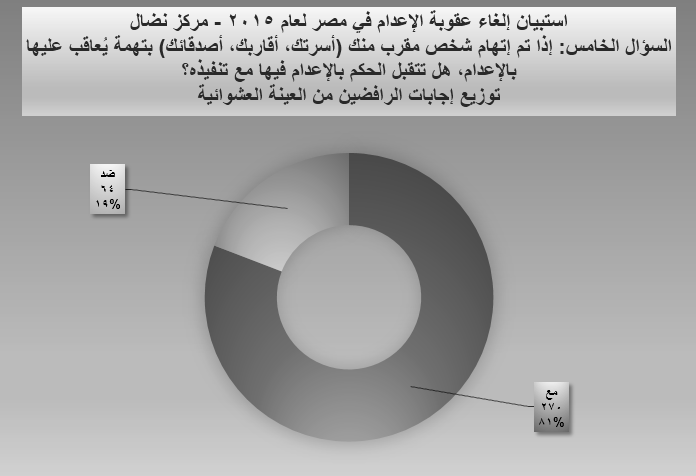 استبيان إلغاء عقوبة الإعدام في مصر لعام ٢٠١٥ - مركز نضال
السؤال الخامس: إذا تم إتهام شخص مقرب منك (أسرتك، أقاربك، أصدقائك) بتهمة يُعاقب عليها
بالإعدام، هل تتقبل الحكم بالإعدام فيها مع تنفيذه؟
توزيع إجابات الرافضين من العينة العشوائية
ضد
٦٤
١٩%
مع
٢٧٠
٨١%